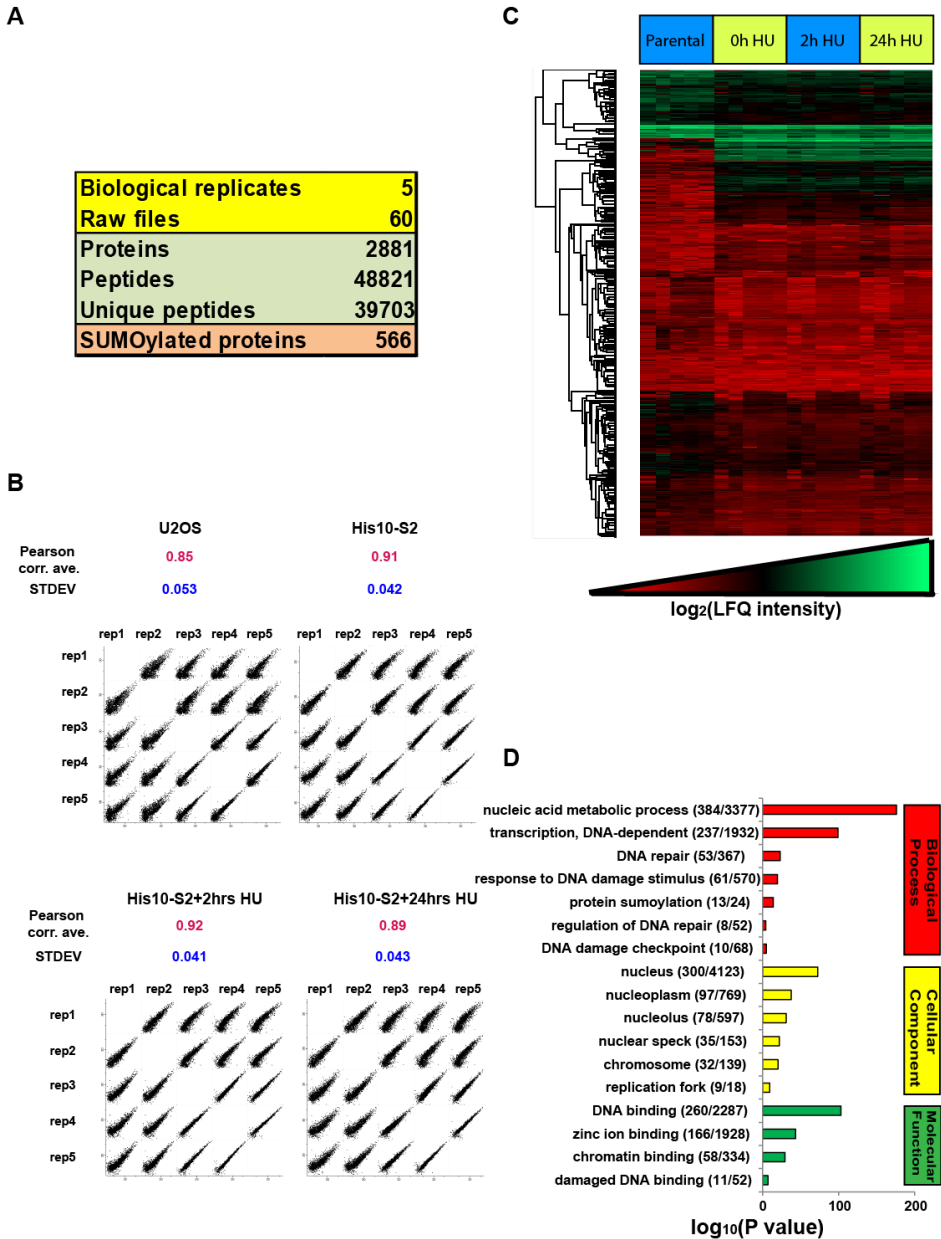 A
Biological replicates 5
Raw files 60
Proteins 2881
Peptides 48821
Unique peptides 39703
SUMOylated proteins 566
B
U2OS His10-S2
Pearson corr. ave. 0.85 0.91
STDEV 0.053 0.042
rep1 rep2 rep3 rep4 rep5 rep1 rep2 rep3 rep4 rep5
rep1
rep2
rep3
rep4
rep5
His10-S2+2hrs HU His10-S2+24hrs HU
Pearson corr. ave. 0.92 0.89
STDEV 0.041 0.043
rep1 rep2 rep3 rep4 rep5 rep1 rep2 rep3 rep4 rep5
rep1
rep2
rep3
rep4
rep5
C
Parental 0h HU 2h HU 24h HU
log2(LFQ intensity)
D
nucleic acid metabolic process (384/3377)
transcription, DNA-dependent (237/1932)
DNA repair (53/367)
response to DNA damage stimulus (61/570)
protein sumoylation (13/24)
regulation of DNA repair (8/52)
DNA damage checkpoint (10/68)
nucleus (300/4123)
nucleoplasm (97/769)
nucleolus (78/597)
nuclear speck (35/153)
chromosome (32/139)
replication fork (9/18)
DNA binding (260/2287)
zinc ion binding (166/1928)
chromatin binding (58/334)
damaged DNA binding (11/52)
Biological Process
Cellular Component
Molecular Function
0 100 200
log10(P value)